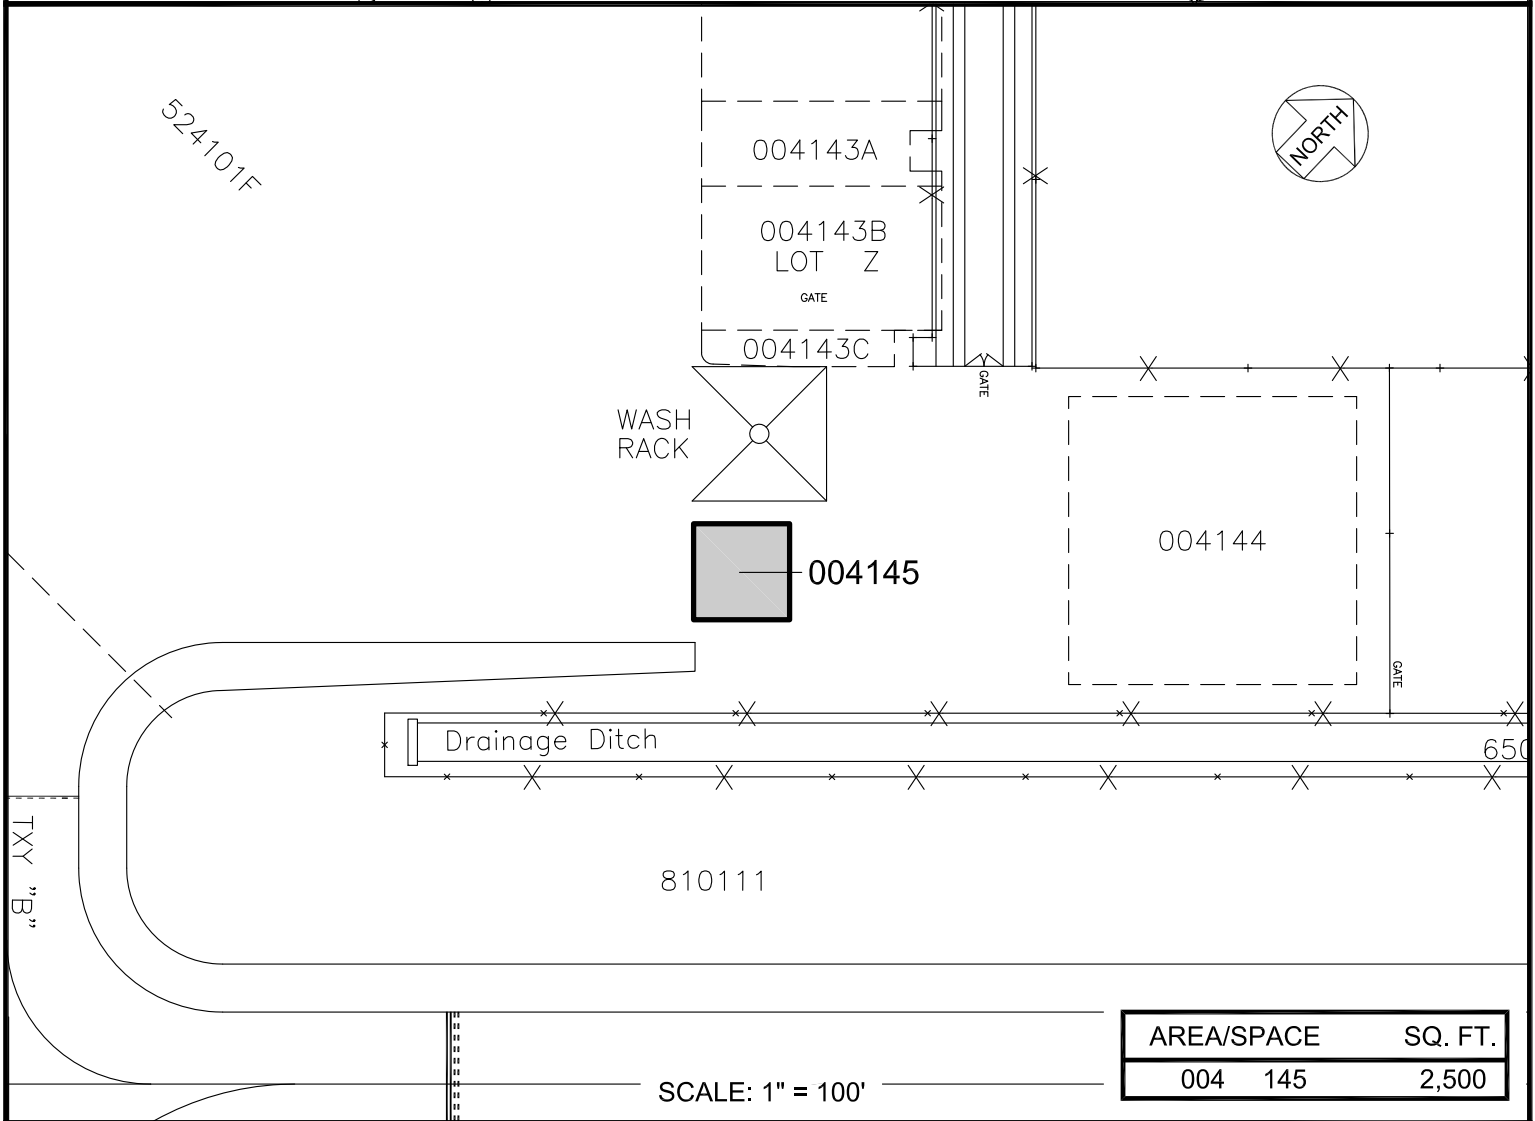 524101F
004143A
NORTH
004143B
LOT Z
GATE
004143C
GATE
WASH
RACK
004144
004145
GATE
Drainage Ditch
650
TXY "B"
810111
AREA/SPACE SQ. FT.
004 145 2,500
SCALE: 1" = 100'